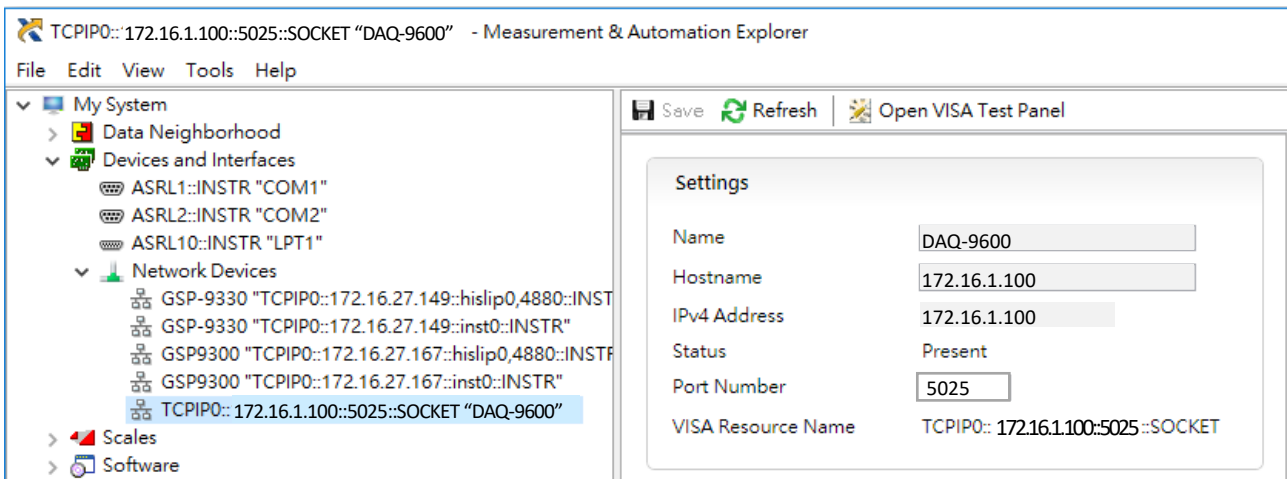 TCPIP0::172.16.1.100::5025::SOCKET “DAQ-9600” - Measurement & Automation Explorer
File Edit View Tools Help
My System
Data Neighborhood
Devices and Interfaces
ASRL1::INSTR "COM1"
ASRL2::INSTR "COM2"
ASRL10::INSTR "LPT1"
Network Devices
GSP-9330 "TCPIP0::172.16.27.149::hislip0,4880::INST
GSP-9330 "TCPIP0::172.16.27.149::inst0::INSTR"
GSP9300 "TCPIP0::172.16.27.167::hislip0,4880::INSTR
GSP9300 "TCPIP0::172.16.27.167::inst0::INSTR"
TCPIP0:: 172.16.1.100::5025::SOCKET “DAQ-9600”
Scales
Software
Save Refresh Open VISA Test Panel
Settings
Name DAQ-9600
Hostname 172.16.1.100
IPv4 Address 172.16.1.100
Status Present
Port Number 5025
VISA Resource Name TCPIP0:: 172.16.1.100::5025::SOCKET